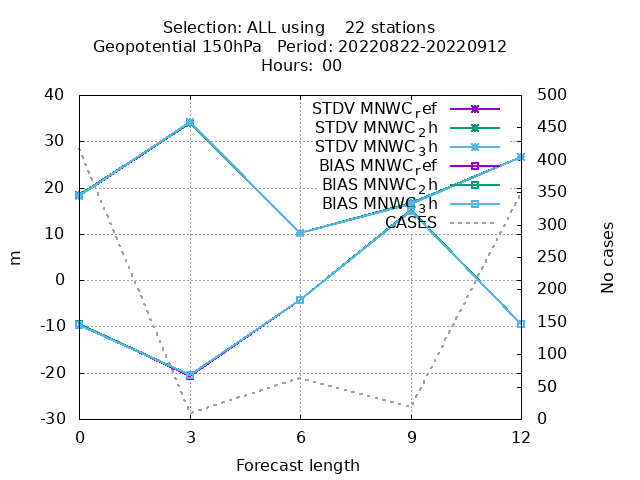 Selection: ALL using 22 stations
Geopotential 150hPa Period: 20220822-20220912
Hours: 00
STDV MNWC_ref
STDV MNWC_2h
STDV MNWC_3h
BIAS MNWC_ref
BIAS MNWC_2h
BIAS MNWC_3h
CASES
40
30
20
10
0
-10
-20
-30
m
500
450
400
350
300
250
200
150
100
50
0
No cases
0 3 6 9 12
Forecast length